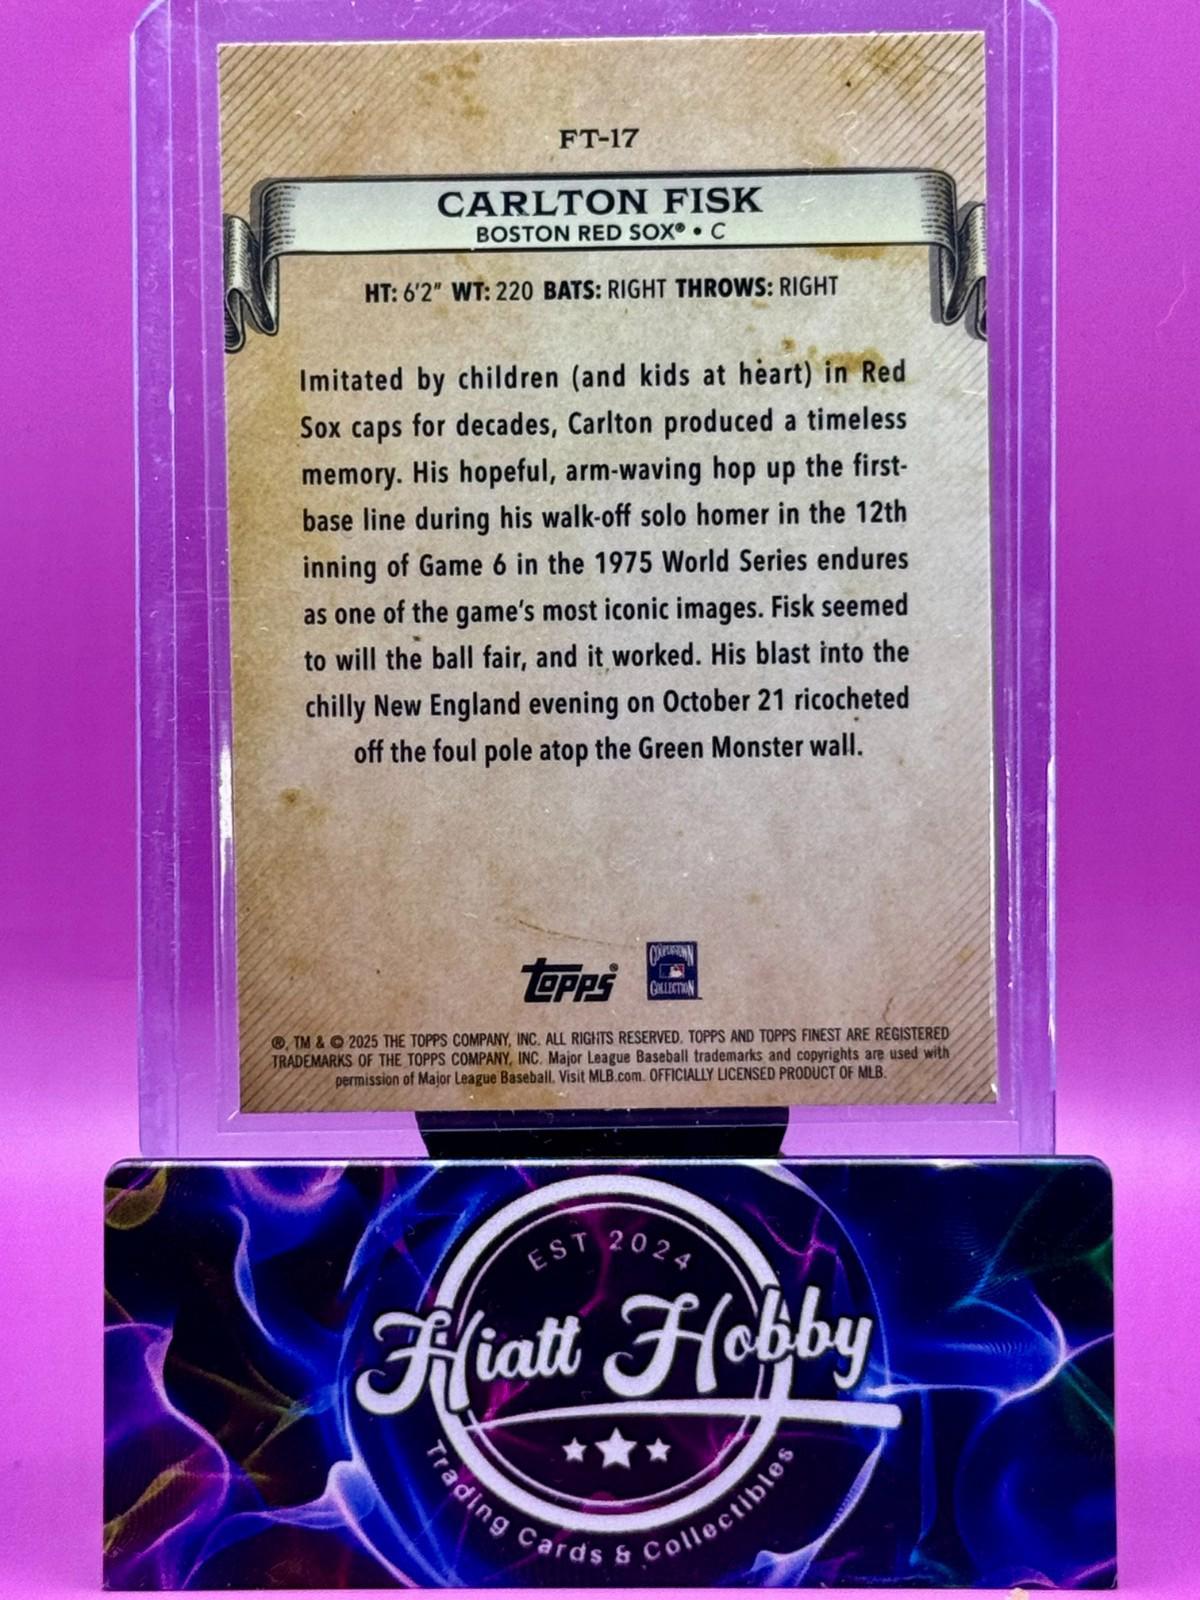 FT-17
CARLTON FISK
BOSTON RED SOX® • C
HT: 6'2" WT: 220 BATS: RIGHT THROWS: RIGHT
Imitated by children (and kids at heart) in Red
Sox caps for decades, Carlton produced a timeless
memory. His hopeful, arm-waving hop up the first-
base line during his walk-off solo homer in the 12th
inning of Game 6 in the 1975 World Series endures
as one of the game's most iconic images. Fisk seemed
to will the ball fair, and it worked. His blast into the
chilly New England evening on October 21 ricocheted
off the foul pole atop the Green Monster wall.
topps®
COOPERSTOWN
COLLECTION
®, TM & © 2025 THE TOPPS COMPANY, INC. ALL RIGHTS RESERVED. TOPPS AND TOPPS FINEST ARE REGISTERED
TRADEMARKS OF THE TOPPS COMPANY, INC. Major League Baseball trademarks and copyrights are used with
permission of Major League Baseball. Visit MLB.com. OFFICIALLY LICENSED PRODUCT OF MLB.
EST 2024
Hiatt Hobby
Trading Cards & Collectibles